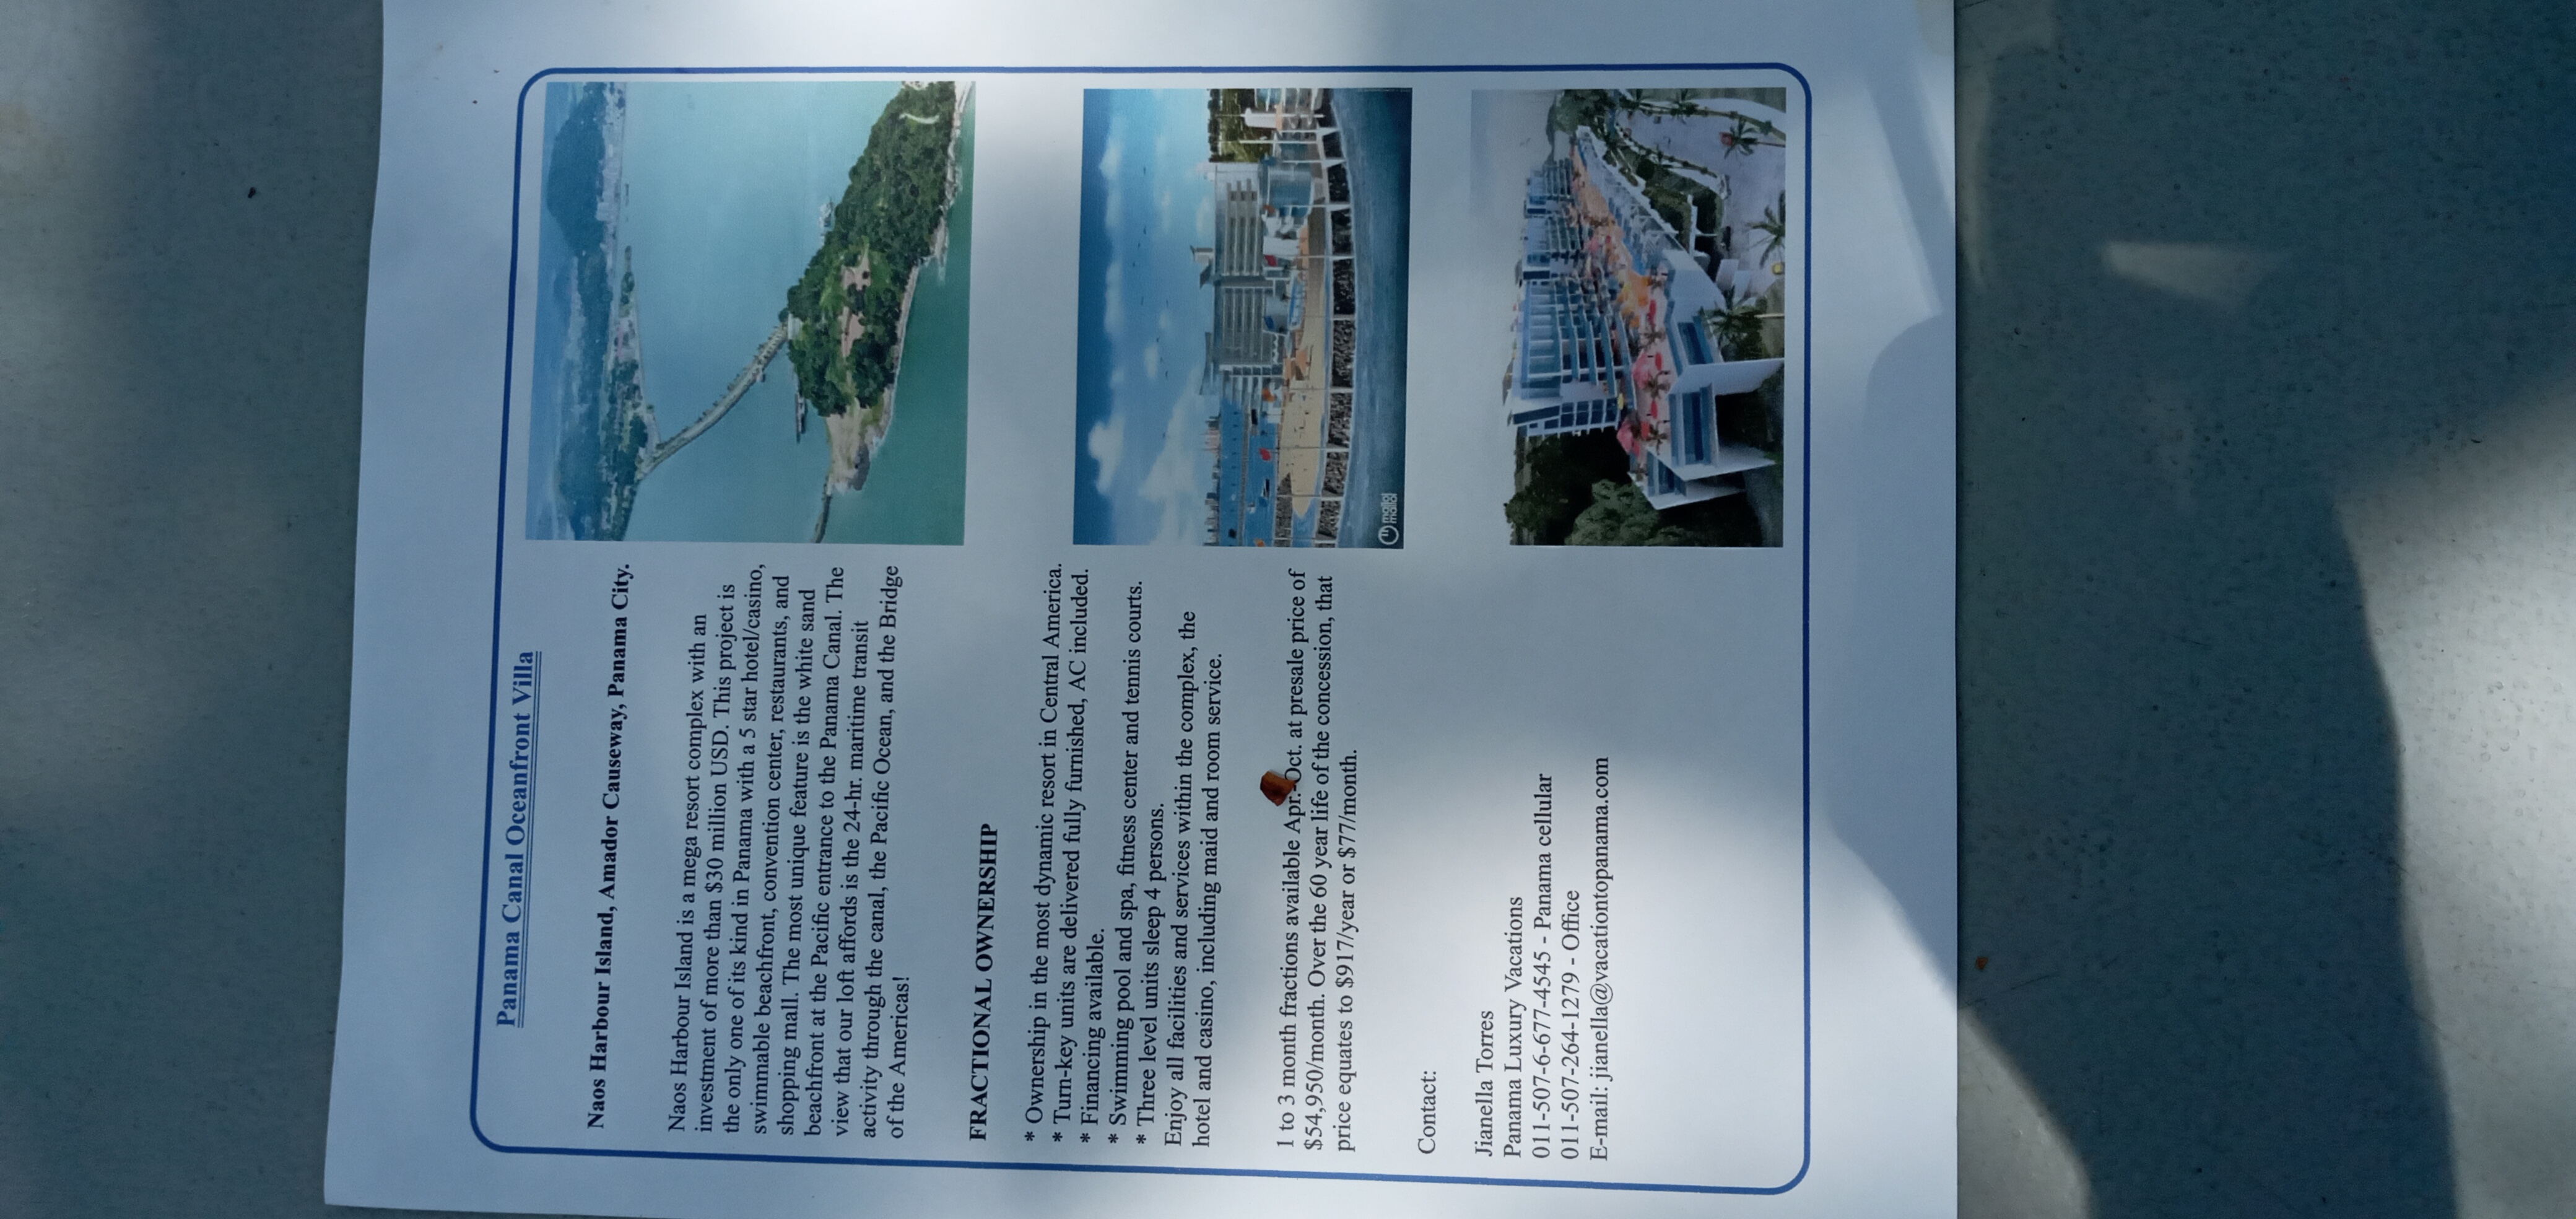 Panama Canal Oceanfront Villa
Naos Harbour Island, Amador Causeway, Panama City.
Naos Harbour Island is a mega resort complex with an
investment of more than $30 million USD. This project is
the only one of its kind in Panama with a 5 star hotel/casino,
swimmable beachfront, convention center, restaurants, and
shopping mall. The most unique feature is the white sand
beachfront at the Pacific entrance to the Panama Canal. The
view that our loft affords is the 24-hr. maritime transit
activity through the canal, the Pacific Ocean, and the Bridge
of the Americas!
FRACTIONAL OWNERSHIP
* Ownership in the most dynamic resort in Central America.
* Turn-key units are delivered fully furnished, AC included.
* Financing available.
* Swimming pool and spa, fitness center and tennis courts.
* Three level units sleep 4 persons.
Enjoy all facilities and services within the complex, the
hotel and casino, including maid and room service.
1 to 3 month fractions available Apr.-Oct. at presale price of
$54,950/month. Over the 60 year life of the concession, that
price equates to $917/year or $77/month.
Contact:
Jianella Torres
Panama Luxury Vacations
011-507-6-677-4545 - Panama cellular
011-507-264-1279 - Office
E-mail: jianella@vacationtopanama.com
mallol
mallol